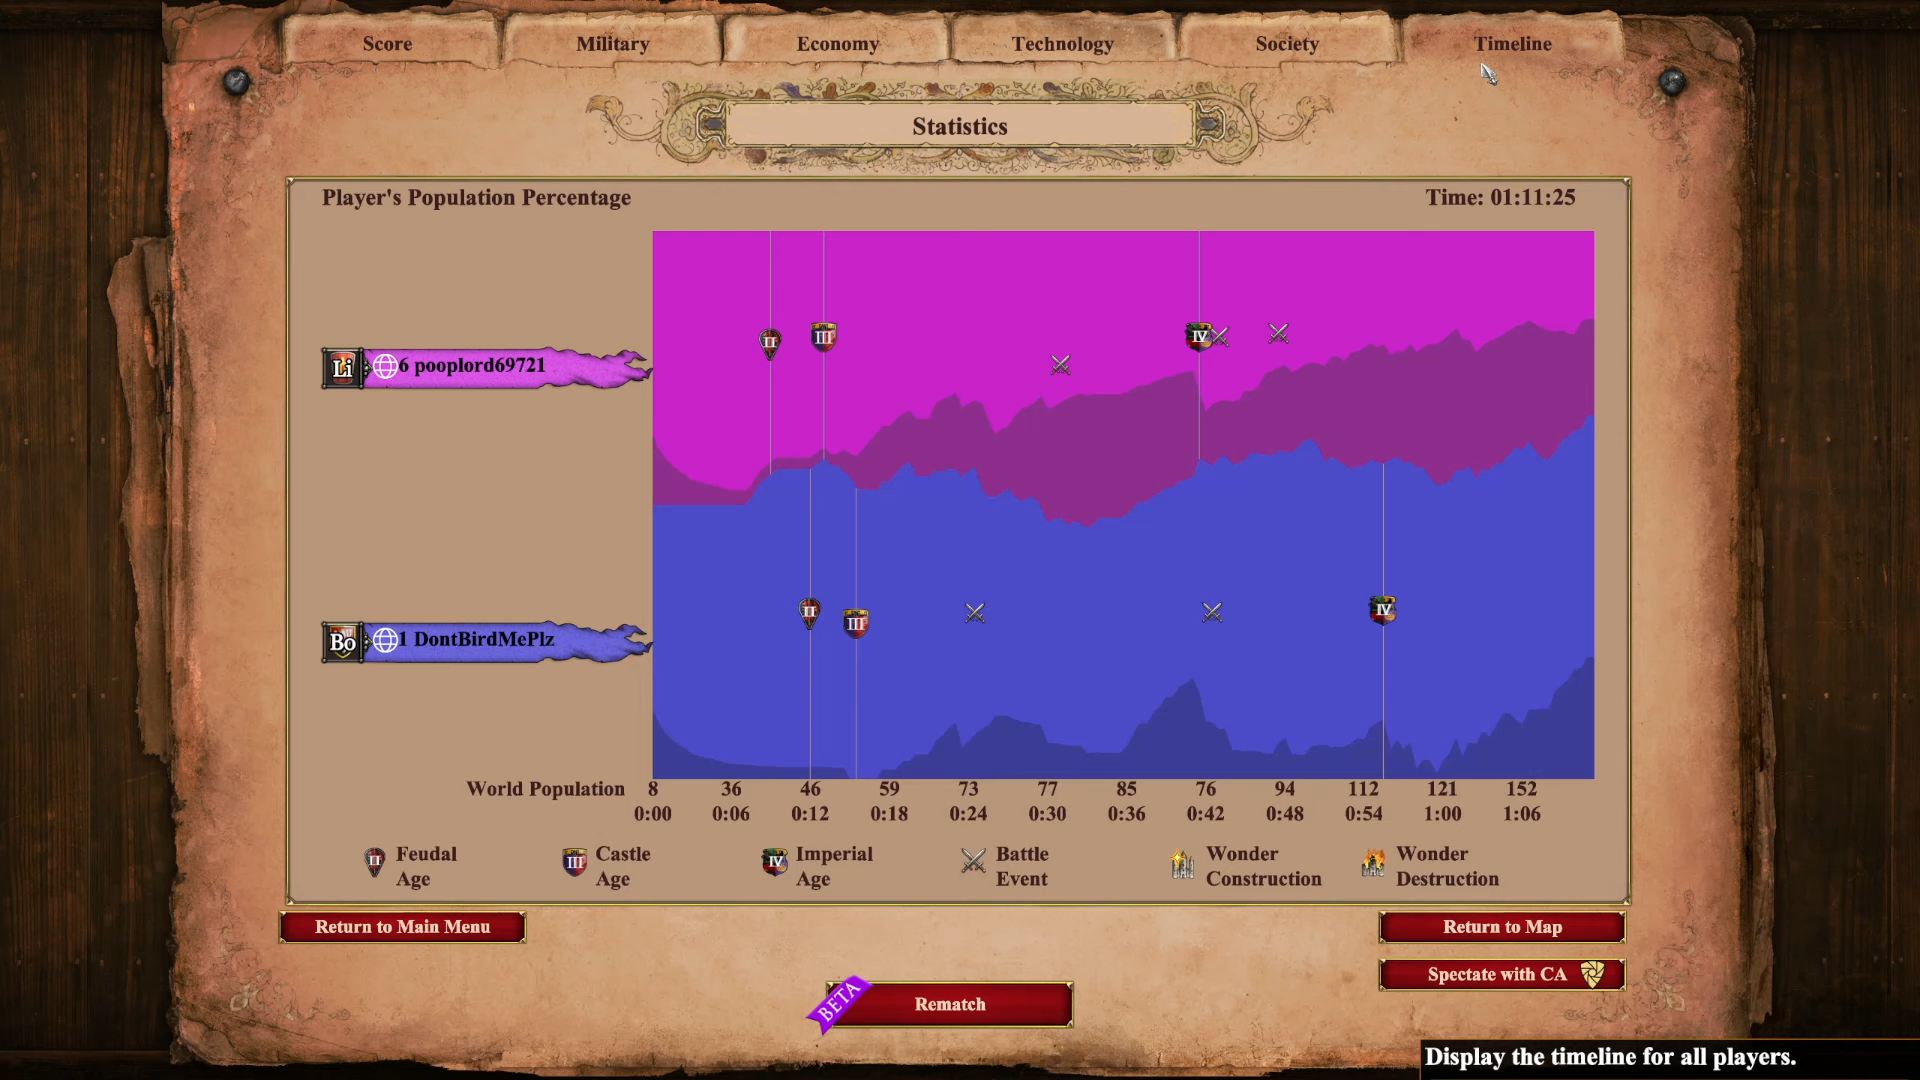 Score Military Economy Technology Society Timeline
Statistics
Player's Population Percentage Time: 01:11:25
II III IV
Li 6 pooplord69721
II III IV
Bo 1 DontBirdMePlz
World Population 8 36 46 59 73 77 85 76 94 112 121 152
0:00 0:06 0:12 0:18 0:24 0:30 0:36 0:42 0:48 0:54 1:00 1:06
II Feudal Age
III Castle Age
IV Imperial Age
Battle Event
Wonder Construction
Wonder Destruction
Return to Main Menu Return to Map
Spectate with CA
BETA Rematch
Display the timeline for all players.